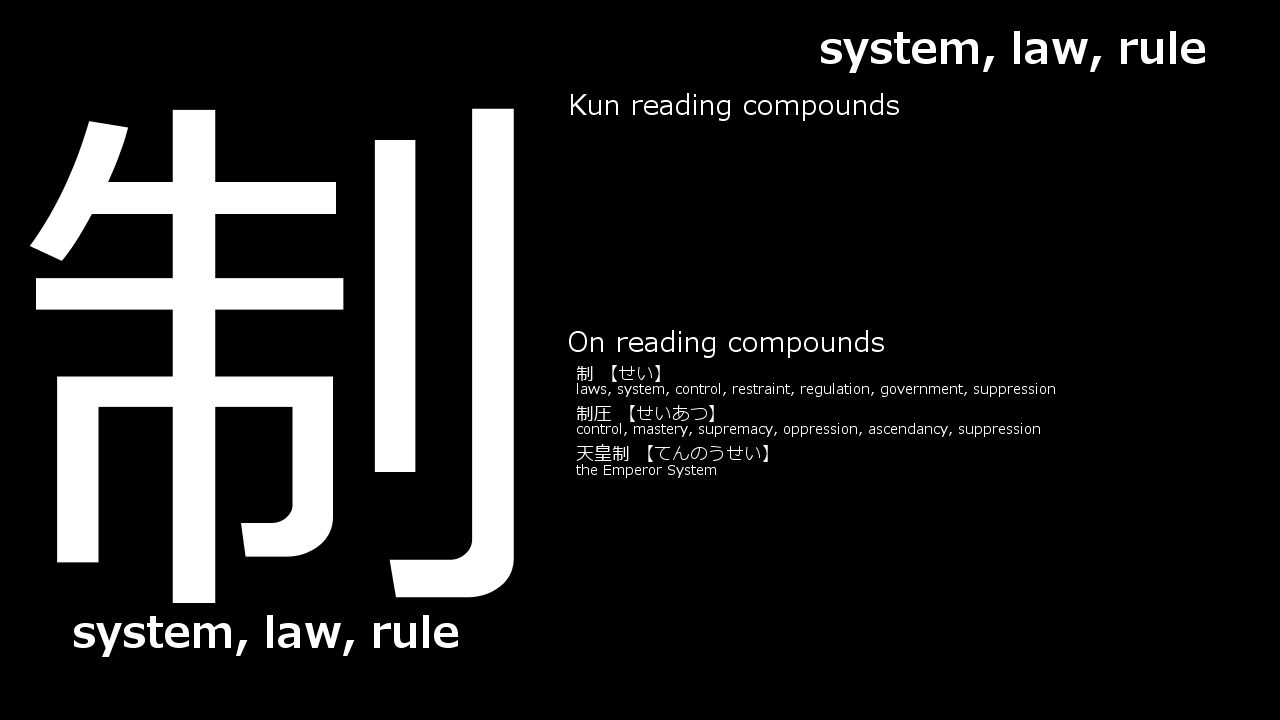 system, law, rule
制
system, law, rule
Kun reading compounds
On reading compounds
制 【せい】
laws, system, control, restraint, regulation, government, suppression
制圧 【せいあつ】
control, mastery, supremacy, oppression, ascendancy, suppression
天皇制 【てんのうせい】
the Emperor System